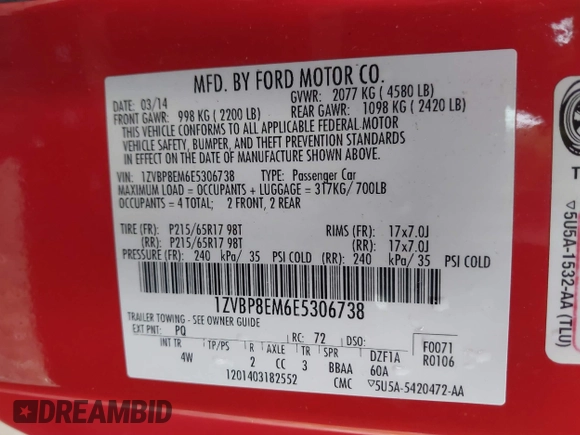 MFD. BY FORD MOTOR CO.
DATE: 03/14 GVWR: 2077 KG ( 4580 LB)
FRONT GAWR: 998 KG ( 2200 LB) REAR GAWR: 1098 KG ( 2420 LB)
THIS VEHICLE CONFORMS TO ALL APPLICABLE FEDERAL MOTOR
VEHICLE SAFETY, BUMPER, AND THEFT PREVENTION STANDARDS
IN EFFECT ON THE DATE OF MANUFACTURE SHOWN ABOVE.
VIN: 1ZVBP8EM6E5306738 TYPE: Passenger Car
MAXIMUM LOAD = OCCUPANTS + LUGGAGE = 317KG/ 700LB
OCCUPANTS = 4 TOTAL; 2 FRONT, 2 REAR
TIRE (FR): P215/65R17 98T RIMS (FR): 17x7.0J
(RR): P215/65R17 98T (RR): 17x7.0J
PRESSURE (FR): 240 kPa/ 35 PSI COLD (RR): 240 kPa/ 35 PSI COLD
1ZVBP8EM6E5306738
TRAILER TOWING - SEE OWNER GUIDE
EXT PNT: PQ RC: 72 DSO: F0071
R0106
INT TR TP/PS R AXLE TR SPR DZF1A
4W 2 CC 3 BBAA 60A
1201403182552 CMC ▽5U5A-5420472-AA
▽5U5A-1532-AA (TLU)
DREAMBID